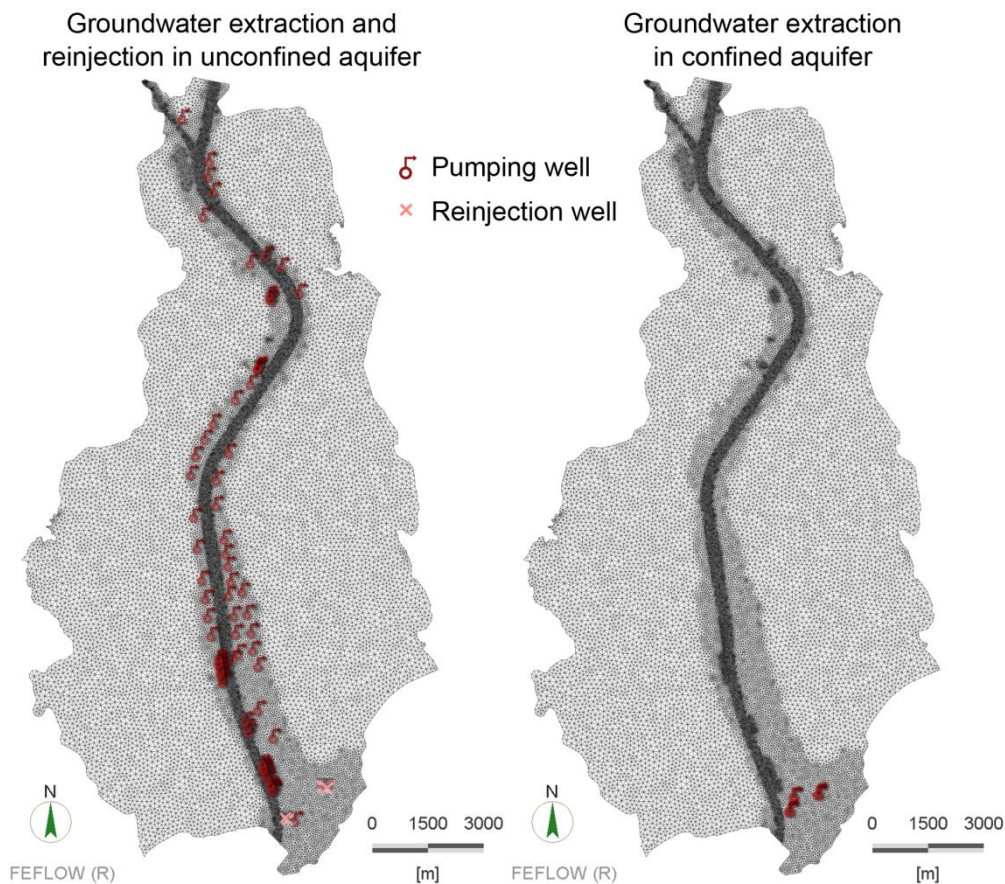 Groundwater extraction and
reinjection in unconfined aquifer
Groundwater extraction
in confined aquifer
Pumping well
Reinjection well
N
0 1500 3000
[m]
FEFLOW (R)
N
0 1500 3000
[m]
FEFLOW (R)